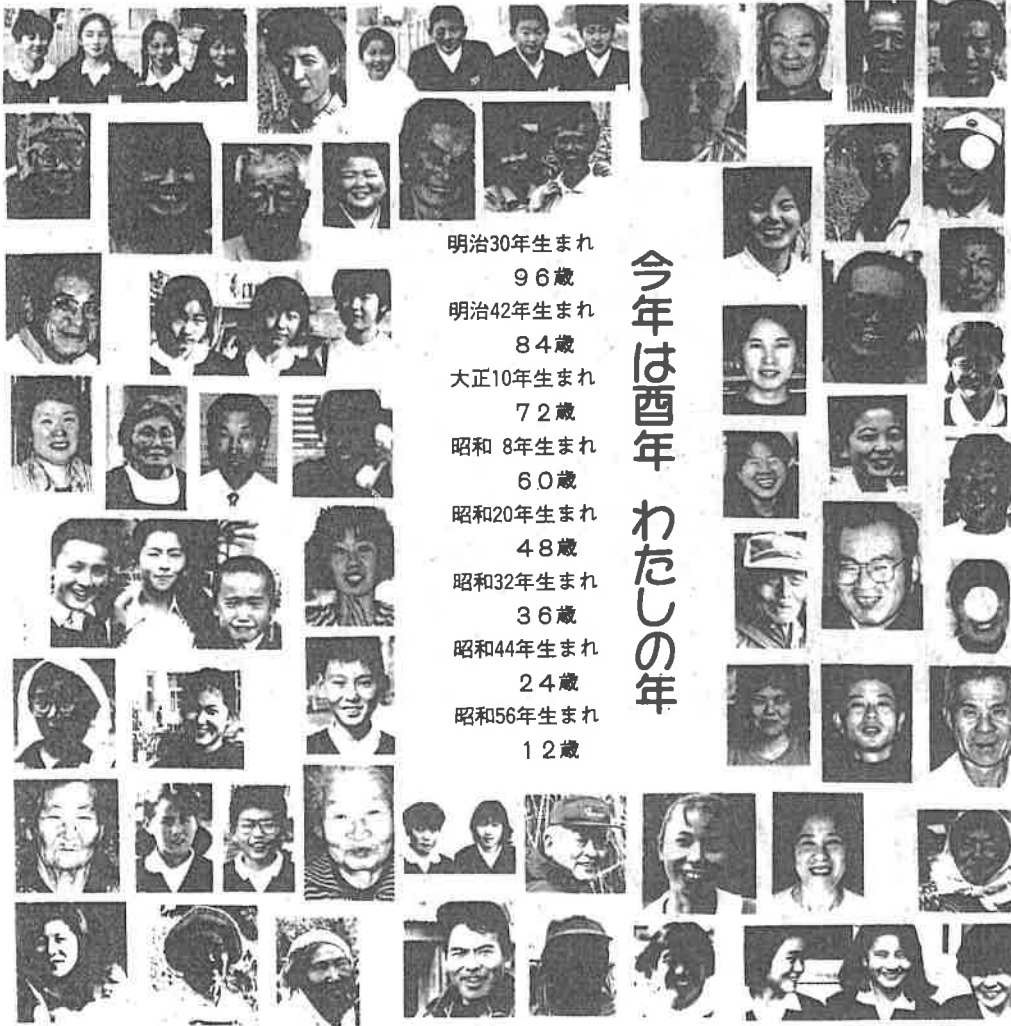 今年は酉年 わたしの年
明治30年生まれ
96歳
明治42年生まれ
84歳
大正10年生まれ
72歳
昭和 8年生まれ
60歳
昭和20年生まれ
48歳
昭和32年生まれ
36歳
昭和44年生まれ
24歳
昭和56年生まれ
12歳